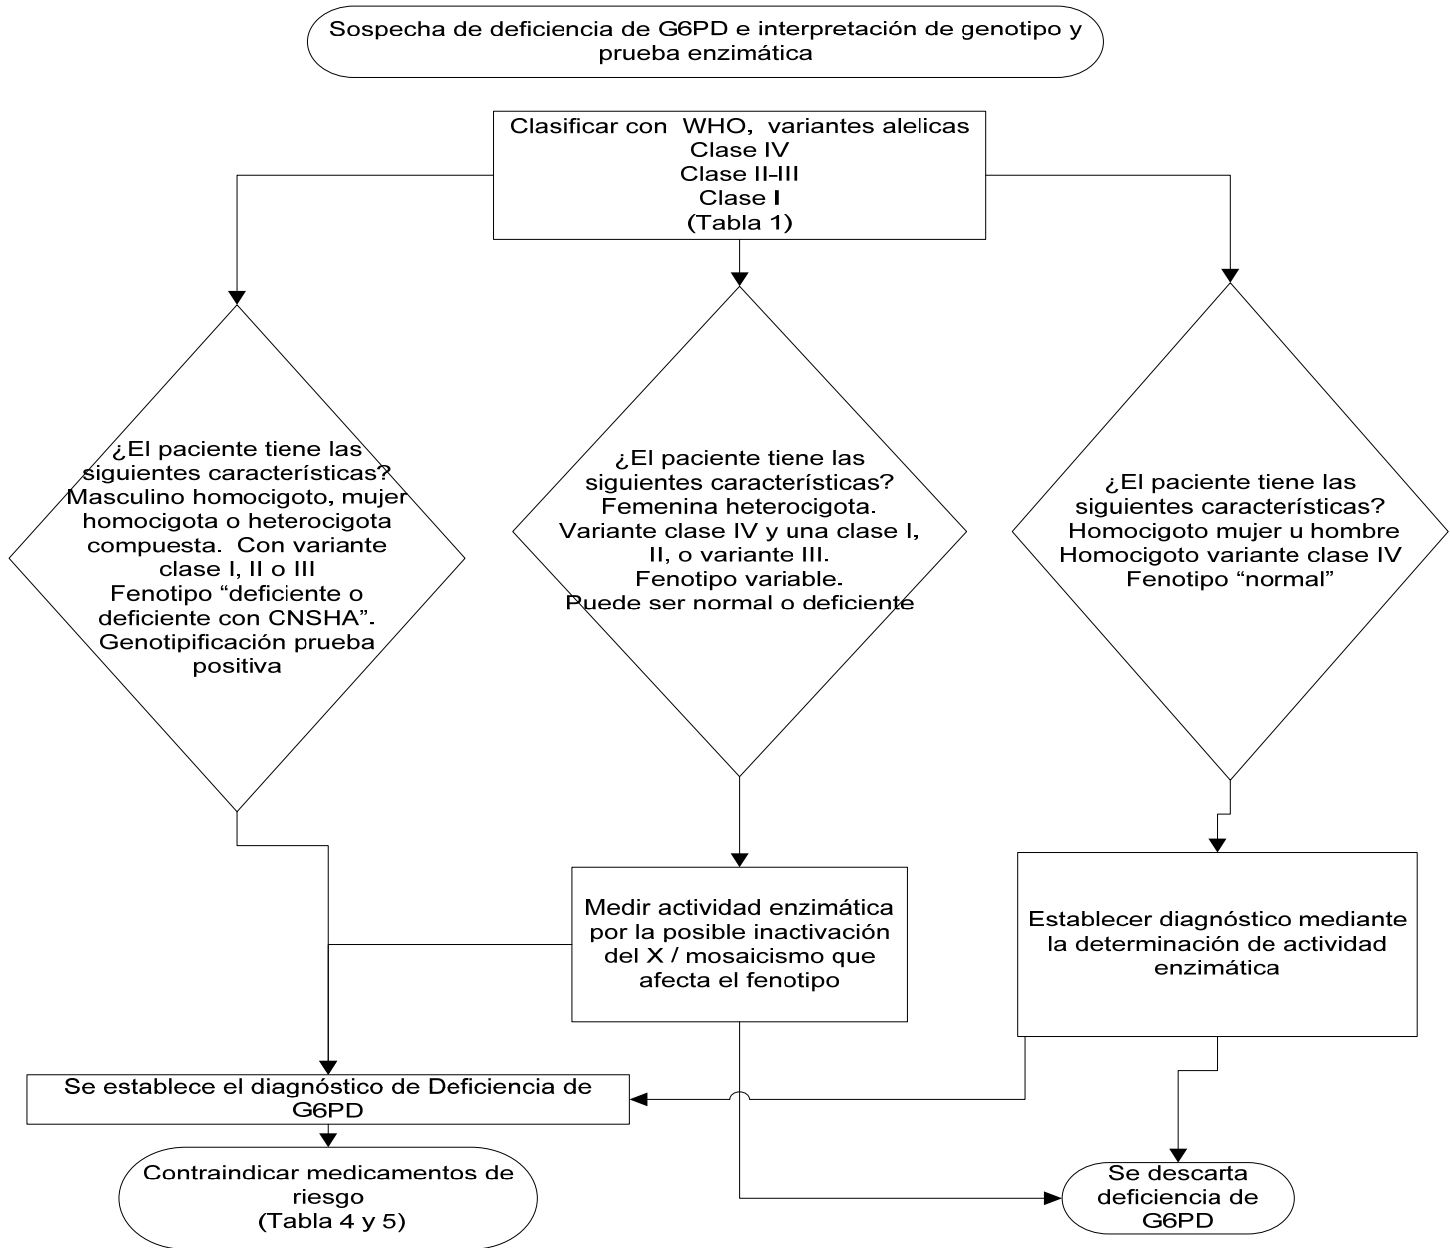 Sospecha de deficiencia de G6PD e interpretación de genotipo y
prueba enzimática
Clasificar con WHO, variantes alelicas
Clase IV
Clase II-III
Clase I
(Tabla 1)
¿El paciente tiene las
siguientes características?
Masculino homocigoto, mujer
homocigota o heterocigota
compuesta. Con variante
clase I, II o III
Fenotipo “deficiente o
deficiente con CNSHA”.
Genotipificación prueba
positiva
¿El paciente tiene las
siguientes características?
Femenina heterocigota.
Variante clase IV y una clase I,
II, o variante III.
Fenotipo variable.
Puede ser normal o deficiente
¿El paciente tiene las
siguientes características?
Homocigoto mujer u hombre
Homocigoto variante clase IV
Fenotipo “normal”
Medir actividad enzimática
por la posible inactivación
del X / mosaicismo que
afecta el fenotipo
Establecer diagnóstico mediante
la determinación de actividad
enzimática
Se establece el diagnóstico de Deficiencia de
G6PD
Contraindicar medicamentos de
riesgo
(Tabla 4 y 5)
Se descarta
deficiencia de
G6PD